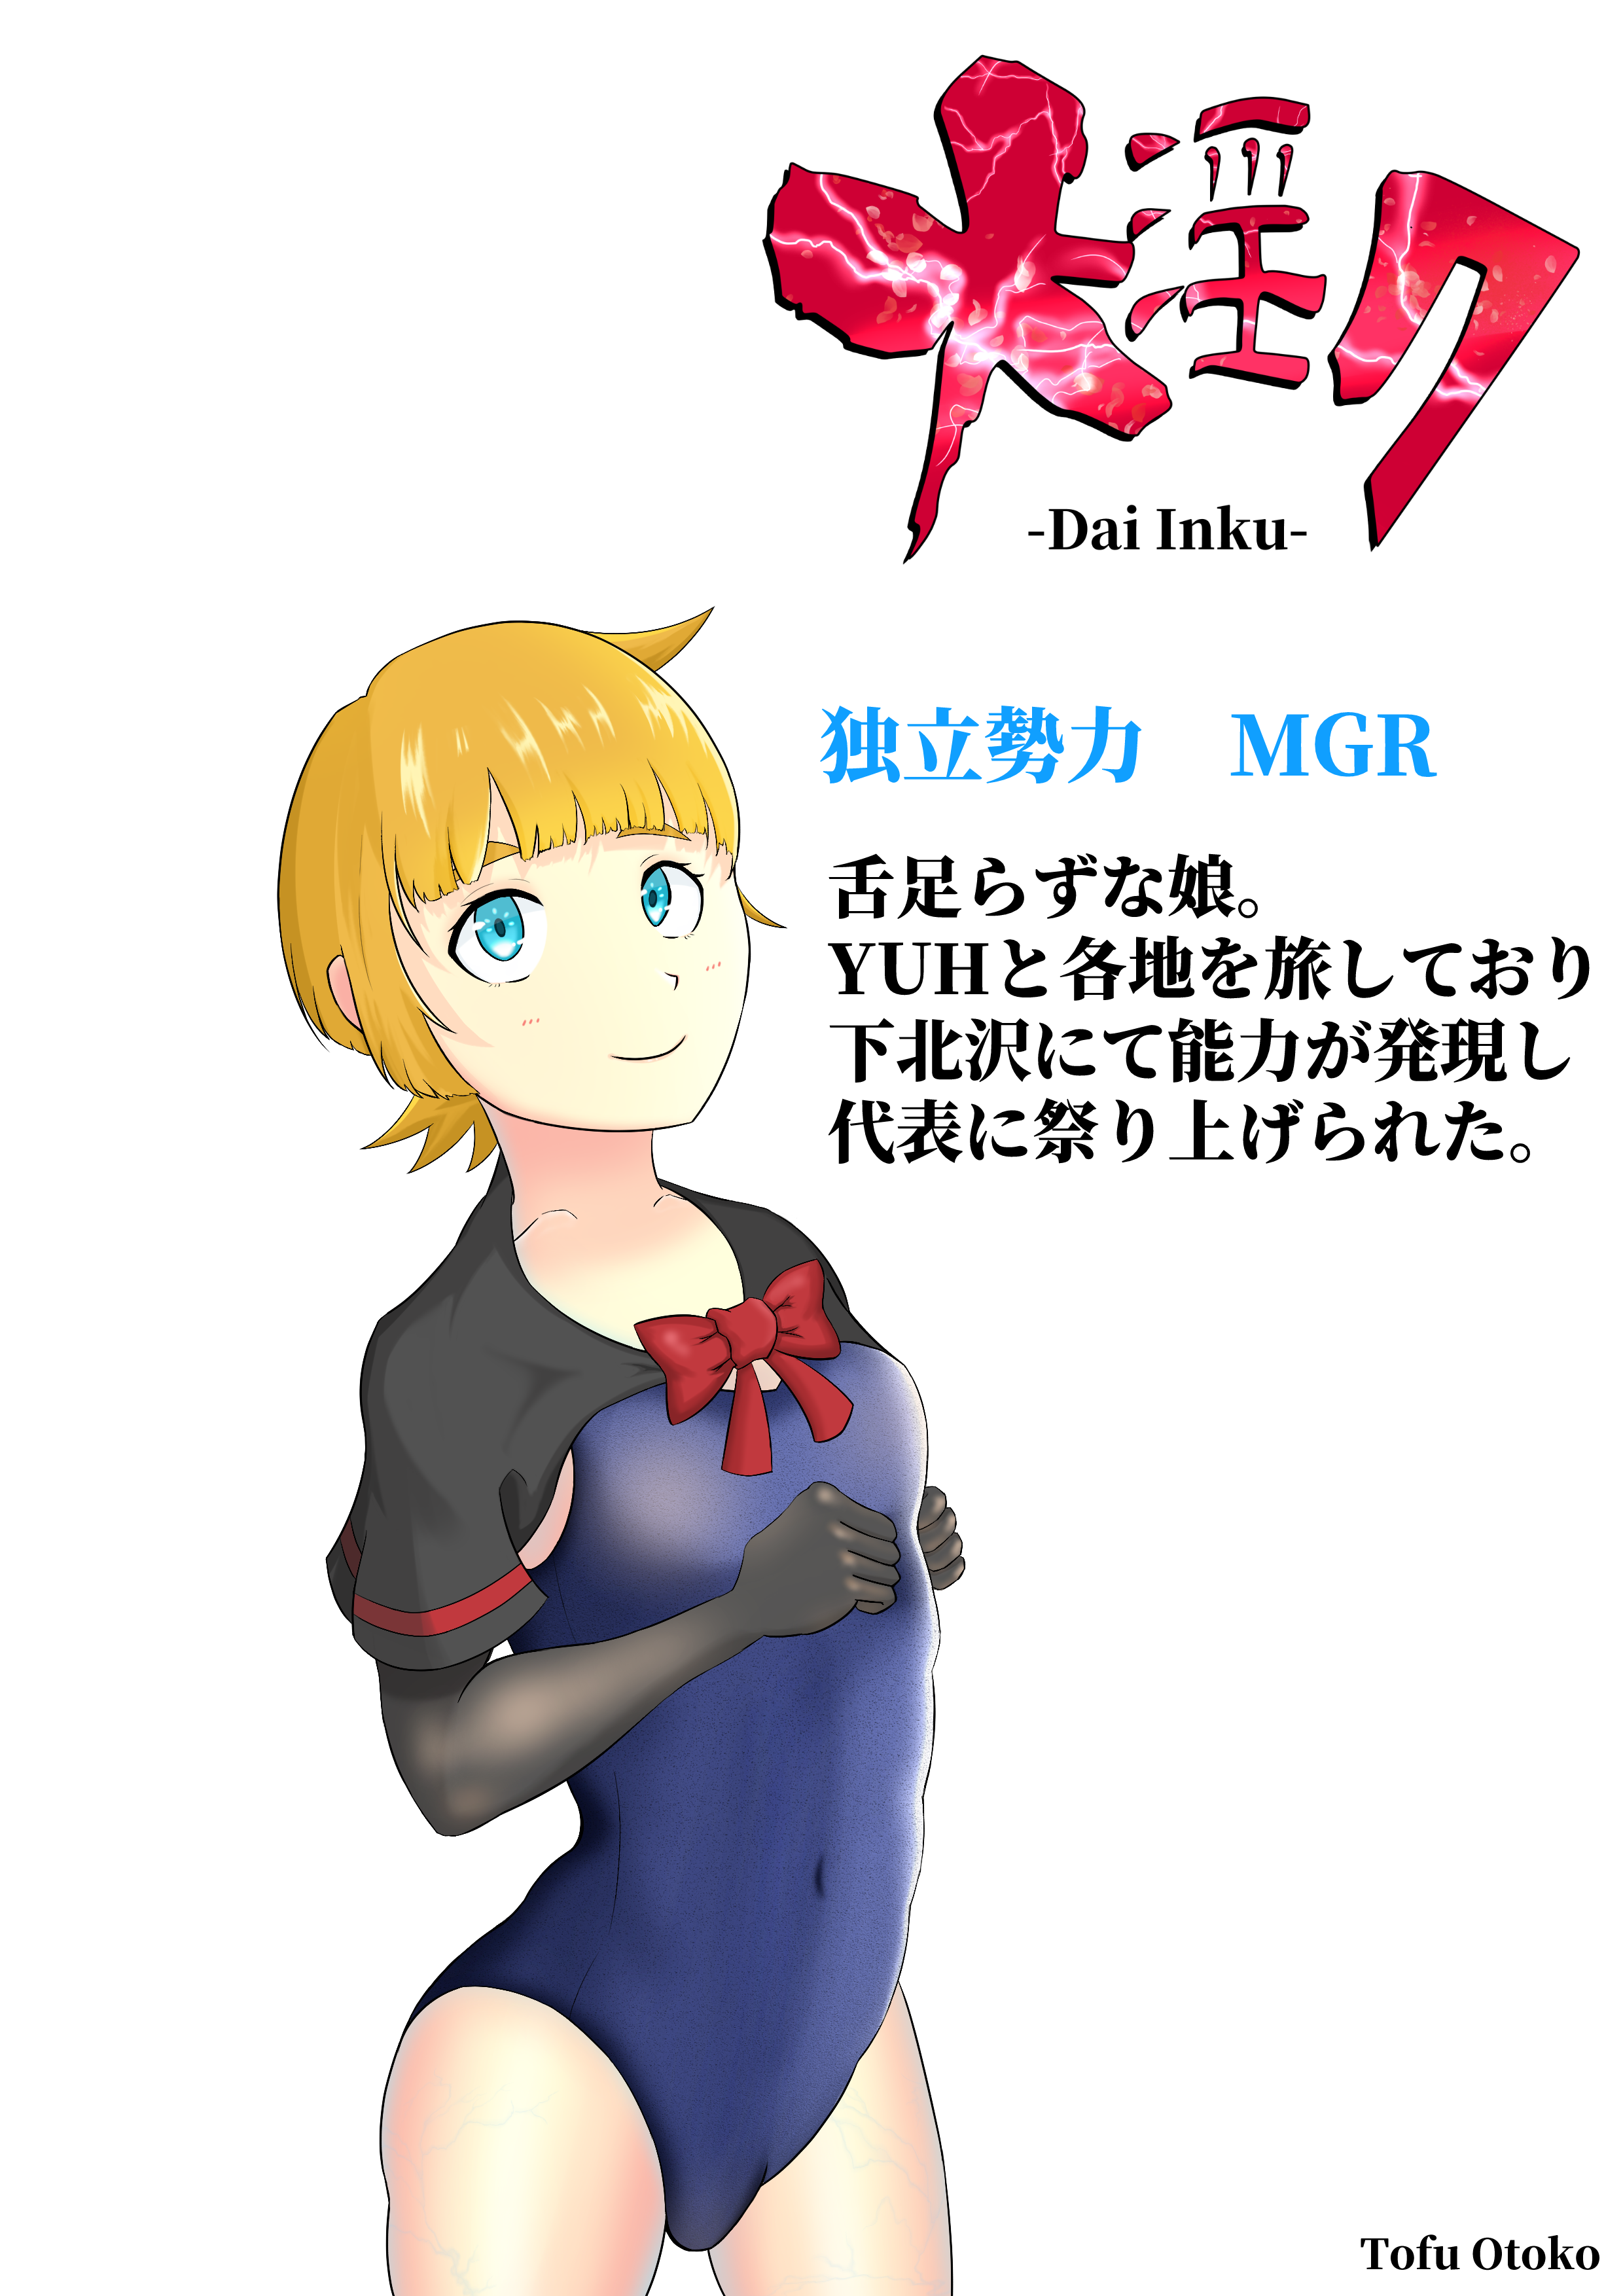 大淫ク
-Dai Inku-
独立勢力　MGR
舌足らずな娘。
YUHと各地を旅しており
下北沢にて能力が発現し
代表に祭り上げられた。
Tofu Otoko